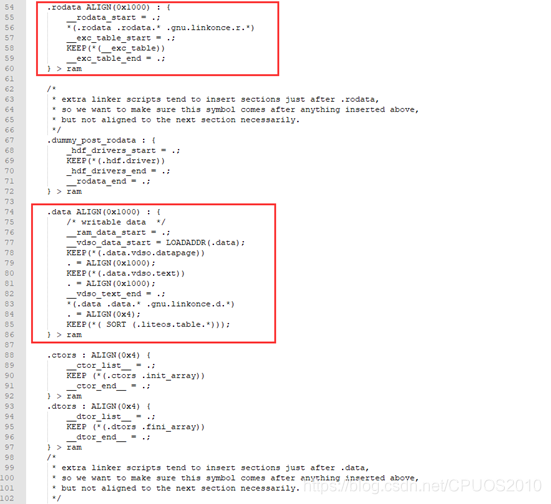 54 .rodata ALIGN(0x1000) : {
55 __rodata_start = .;
56 *(.rodata .rodata.* .gnu.linkonce.r.*)
57 __exc_table_start = .;
58 KEEP(*(__exc_table))
59 __exc_table_end = .;
60 } > ram
61
62 /*
63 * extra linker scripts tend to insert sections just after .rodata,
64 * so we want to make sure this symbol comes after anything inserted above,
65 * but not aligned to the next section necessarily.
66 */
67 .dummy_post_rodata : {
68 _hdf_drivers_start = .;
69 KEEP(*(.hdf.driver))
70 _hdf_drivers_end = .;
71 __rodata_end = .;
72 } > ram
73
74 .data ALIGN(0x1000) : {
75 /* writable data */
76 __ram_data_start = .;
77 __vdso_data_start = LOADADDR(.data);
78 KEEP(*(.data.vdso.datapage))
79 . = ALIGN(0x1000);
80 KEEP(*(.data.vdso.text))
81 . = ALIGN(0x1000);
82 __vdso_text_end = .;
83 *(.data .data.* .gnu.linkonce.d.*)
84 . = ALIGN(0x4);
85 KEEP(*( SORT (.liteos.table.*)));
86 } > ram
87
88 .ctors : ALIGN(0x4) {
89 __ctor_list__ = .;
90 KEEP (*(.ctors .init_array))
91 __ctor_end__ = .;
92 } > ram
93 .dtors : ALIGN(0x4) {
94 __dtor_list__ = .;
95 KEEP (*(.dtors .fini_array))
96 __dtor_end__ = .;
97 } > ram
98 /*
99 * extra linker scripts tend to insert sections just after .data,
100 * so we want to make sure this symbol comes after anything inserted above,
101 * but not aligned to the next section necessarily.
102 */
https://blog.csdn.net/CPUOS2010